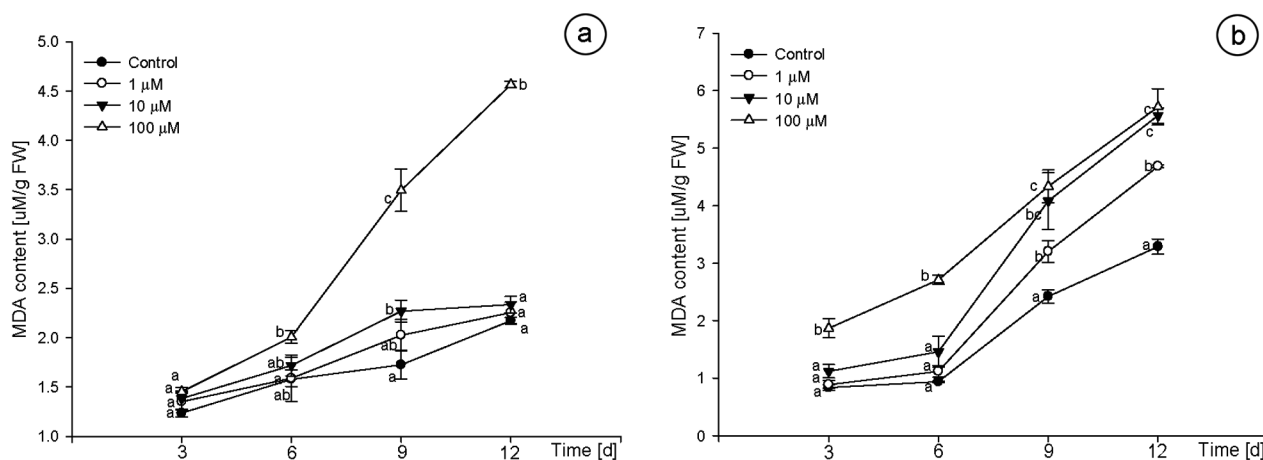 a
5.0
4.5
4.0
3.5
3.0
2.5
2.0
1.5
1.0
MDA content [uM/g FW]
Control
1 µM
10 µM
100 µM
a
a
a
a
b
ab
a
ab
c
b
ab
a
b
a
a
a
3
6
9
12
Time [d]
b
7
6
5
4
3
2
1
0
MDA content [uM/g FW]
Control
1 µM
10 µM
100 µM
b
a
a
a
b
a
a
a
c
bc
b
a
c
c
b
a
3
6
9
12
Time [d]